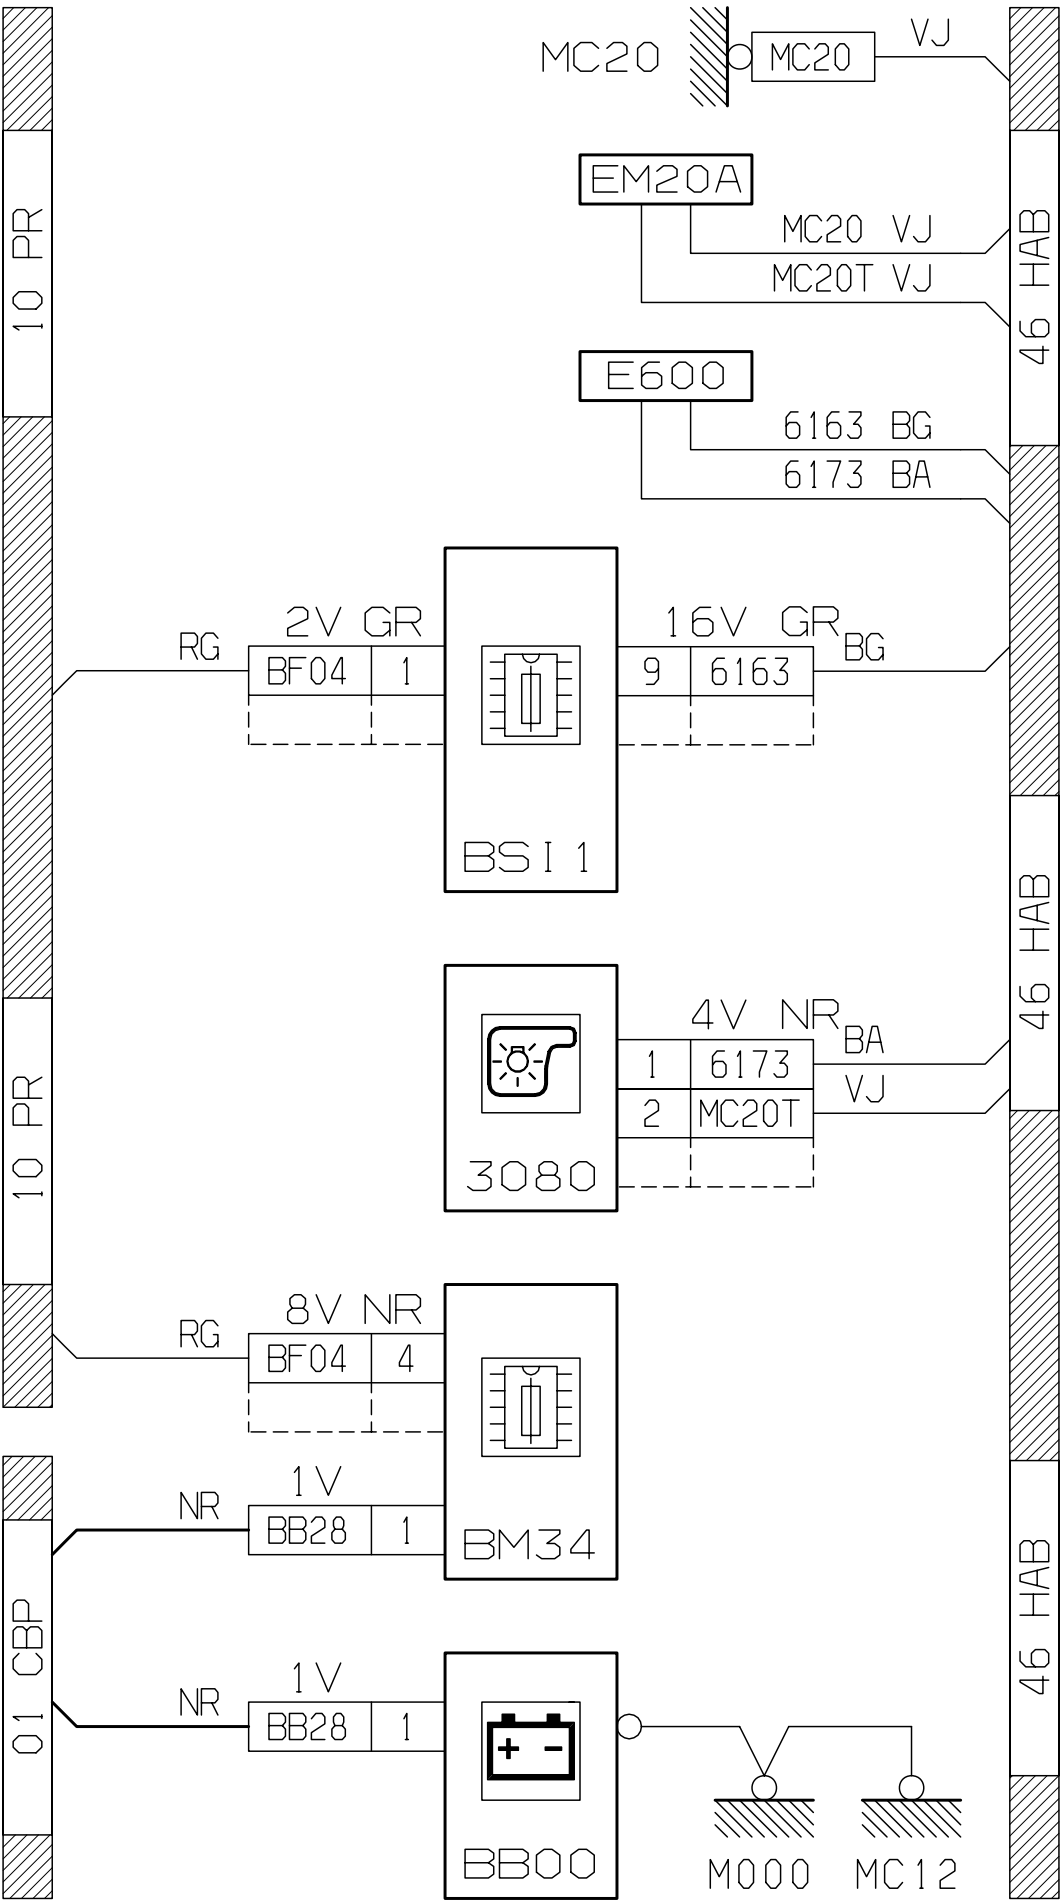 MC20 MC20 VJ
EM20A
10 PR
46 HAB
MC20 VJ
MC20T VJ
E600
6163 BG
6173 BA
2V GR 16V GR
RG BF04 1 9 6163 BG
BSI1
46 HAB
4V NR
1 6173 BA
2 MC20T VJ
10 PR
3080
8V NR
RG BF04 4
1V
NR BB28 1
BM34
01 CBP
46 HAB
1V
NR BB28 1
BB00
M000 MC12